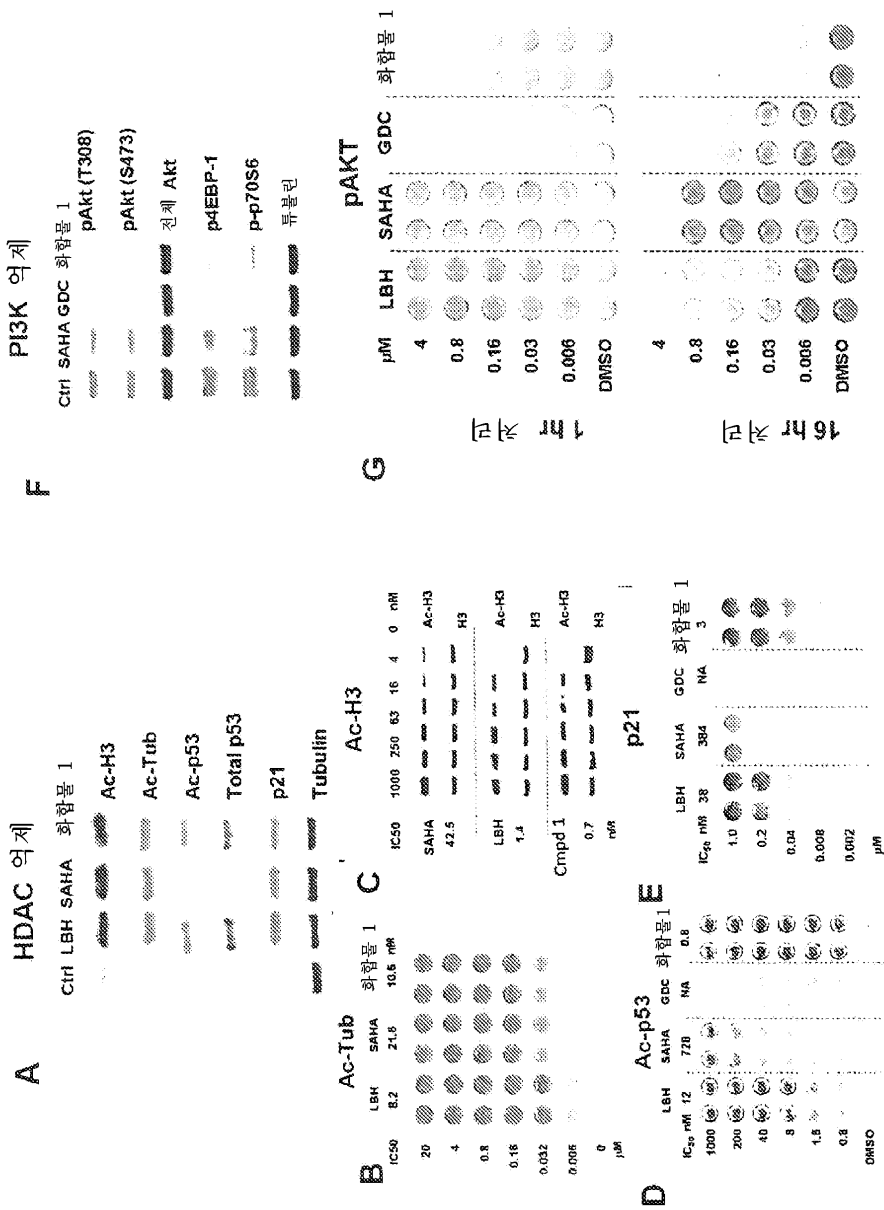 A
HDAC 억제
Ctrl LBH SAHA 화합물 1
Ac-H3
Ac-Tub
Ac-p53
Total p53
p21
Tubulin
B
Ac-Tub
LBH SAHA 화합물 1
IC50 8.2 21.8 10.5 nM
20
4
0.8
0.16
0.032
0.006
0
µM
C
Ac-H3
IC50 1000 250 63 16 4 0 nM
SAHA Ac-H3
42.5 H3
LBH Ac-H3
1.4 H3
Cmpd 1 Ac-H3
0.7 H3
nM
D
Ac-p53
LBH SAHA GDC 화합물 1
IC50 nM 12 728 NA 0.8
1000
200
40
8
1.6
0.3
DMSO
E
p21
LBH SAHA GDC 화합물 1
IC50 nM 38 384 NA 3
1.0
0.2
0.04
0.008
0.002
µM
F
PI3K 억제
Ctrl SAHA GDC 화합물 1
pAkt (T308)
pAkt (S473)
전체 Akt
p4EBP-1
p-p70S6
튜불린
G
pAKT
µM LBH SAHA GDC 화합물 1
4
0.8
0.16
0.03
0.006
DMSO
1 hr 처리
4
0.8
0.16
0.03
0.006
DMSO
16 hr 처리